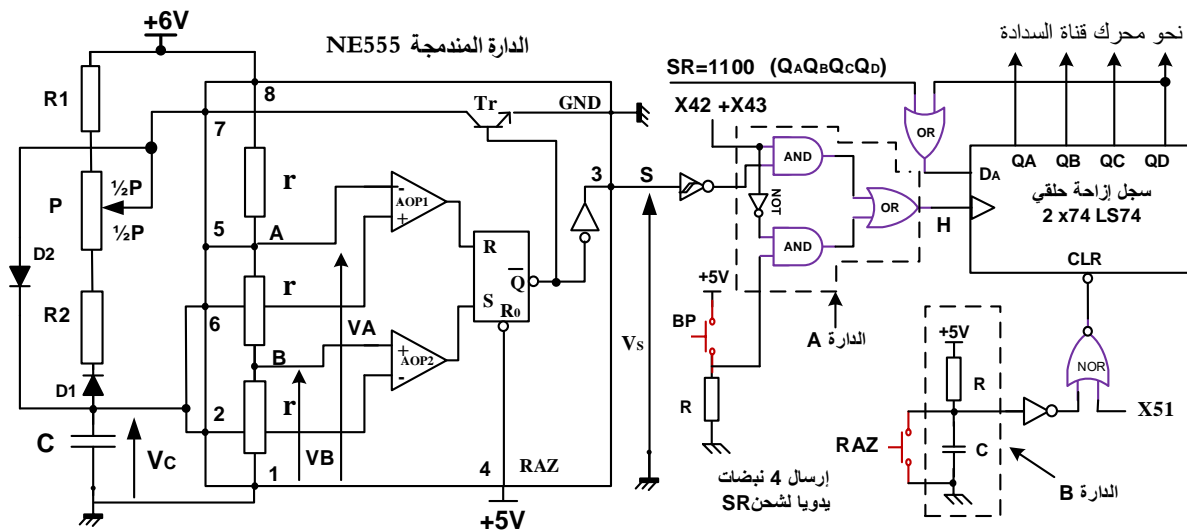 +6V
الدارة المندمجة NE555
نحو محرك قناة السدادة
SR=1100 (QAQBQCQD)
X42 +X43
R1
8
7
Tr
GND
3
S
OR
AND
NOT
AND
OR
QA QB QC QD
DA
سجل إزاحة حلقي
2 x74 LS74
H
CLR
½P
P
½P
r
5
A
-
AOP1
+
D2
R
Q
S
R0
R2
r
6
VA
B
+
AOP2
-
D1
2
r
C
VC
VB
1
4
RAZ
+5V
VS
+5V
BP
R
الدارة A
إرسال 4 نبضات
يدويا لشحن SR
+5V
R
RAZ
C
NOR
X51
الدارة B